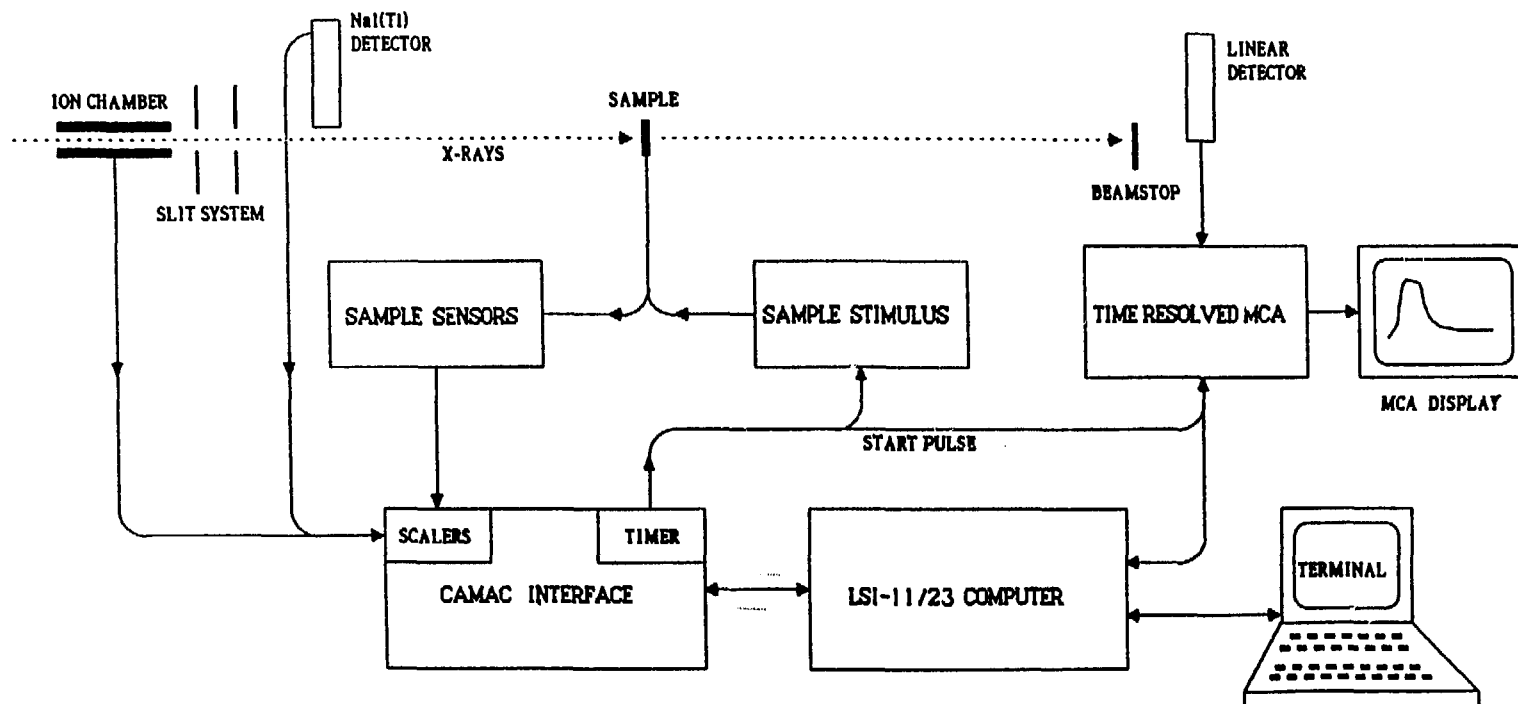 NaI(Tl)
DETECTOR
LINEAR
DETECTOR
ION CHAMBER
SAMPLE
X-RAYS
SLIT SYSTEM
BEAMSTOP
SAMPLE SENSORS
SAMPLE STIMULUS
TIME RESOLVED MCA
MCA DISPLAY
START PULSE
SCALERS
TIMER
CAMAC INTERFACE
LSI-11/23 COMPUTER
TERMINAL